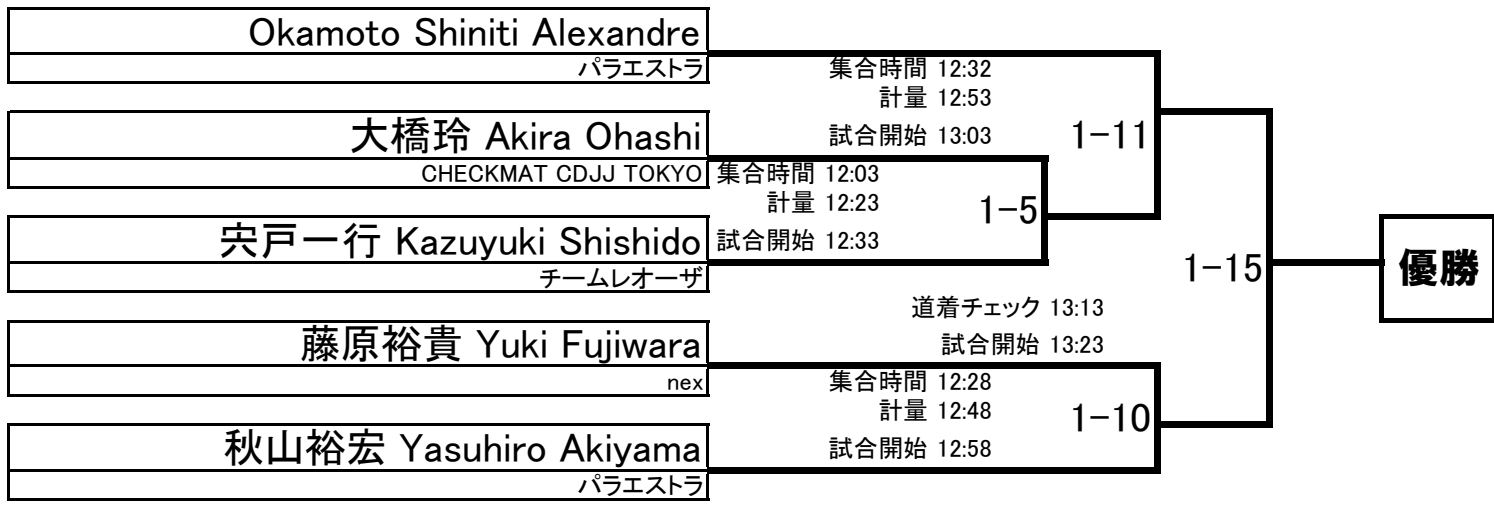 Okamoto Shiniti Alexandre
パラエストラ
集合時間 12:32
計量 12:53
試合開始 13:03
1-11
大橋玲 Akira Ohashi
CHECKMAT CDJJ TOKYO
集合時間 12:03
計量 12:23
試合開始 12:33
1-5
宍戸一行 Kazuyuki Shishido
チームレオーザ
1-15
優勝
道着チェック 13:13
試合開始 13:23
藤原裕貴 Yuki Fujiwara
nex
集合時間 12:28
計量 12:48
試合開始 12:58
1-10
秋山裕宏 Yasuhiro Akiyama
パラエストラ